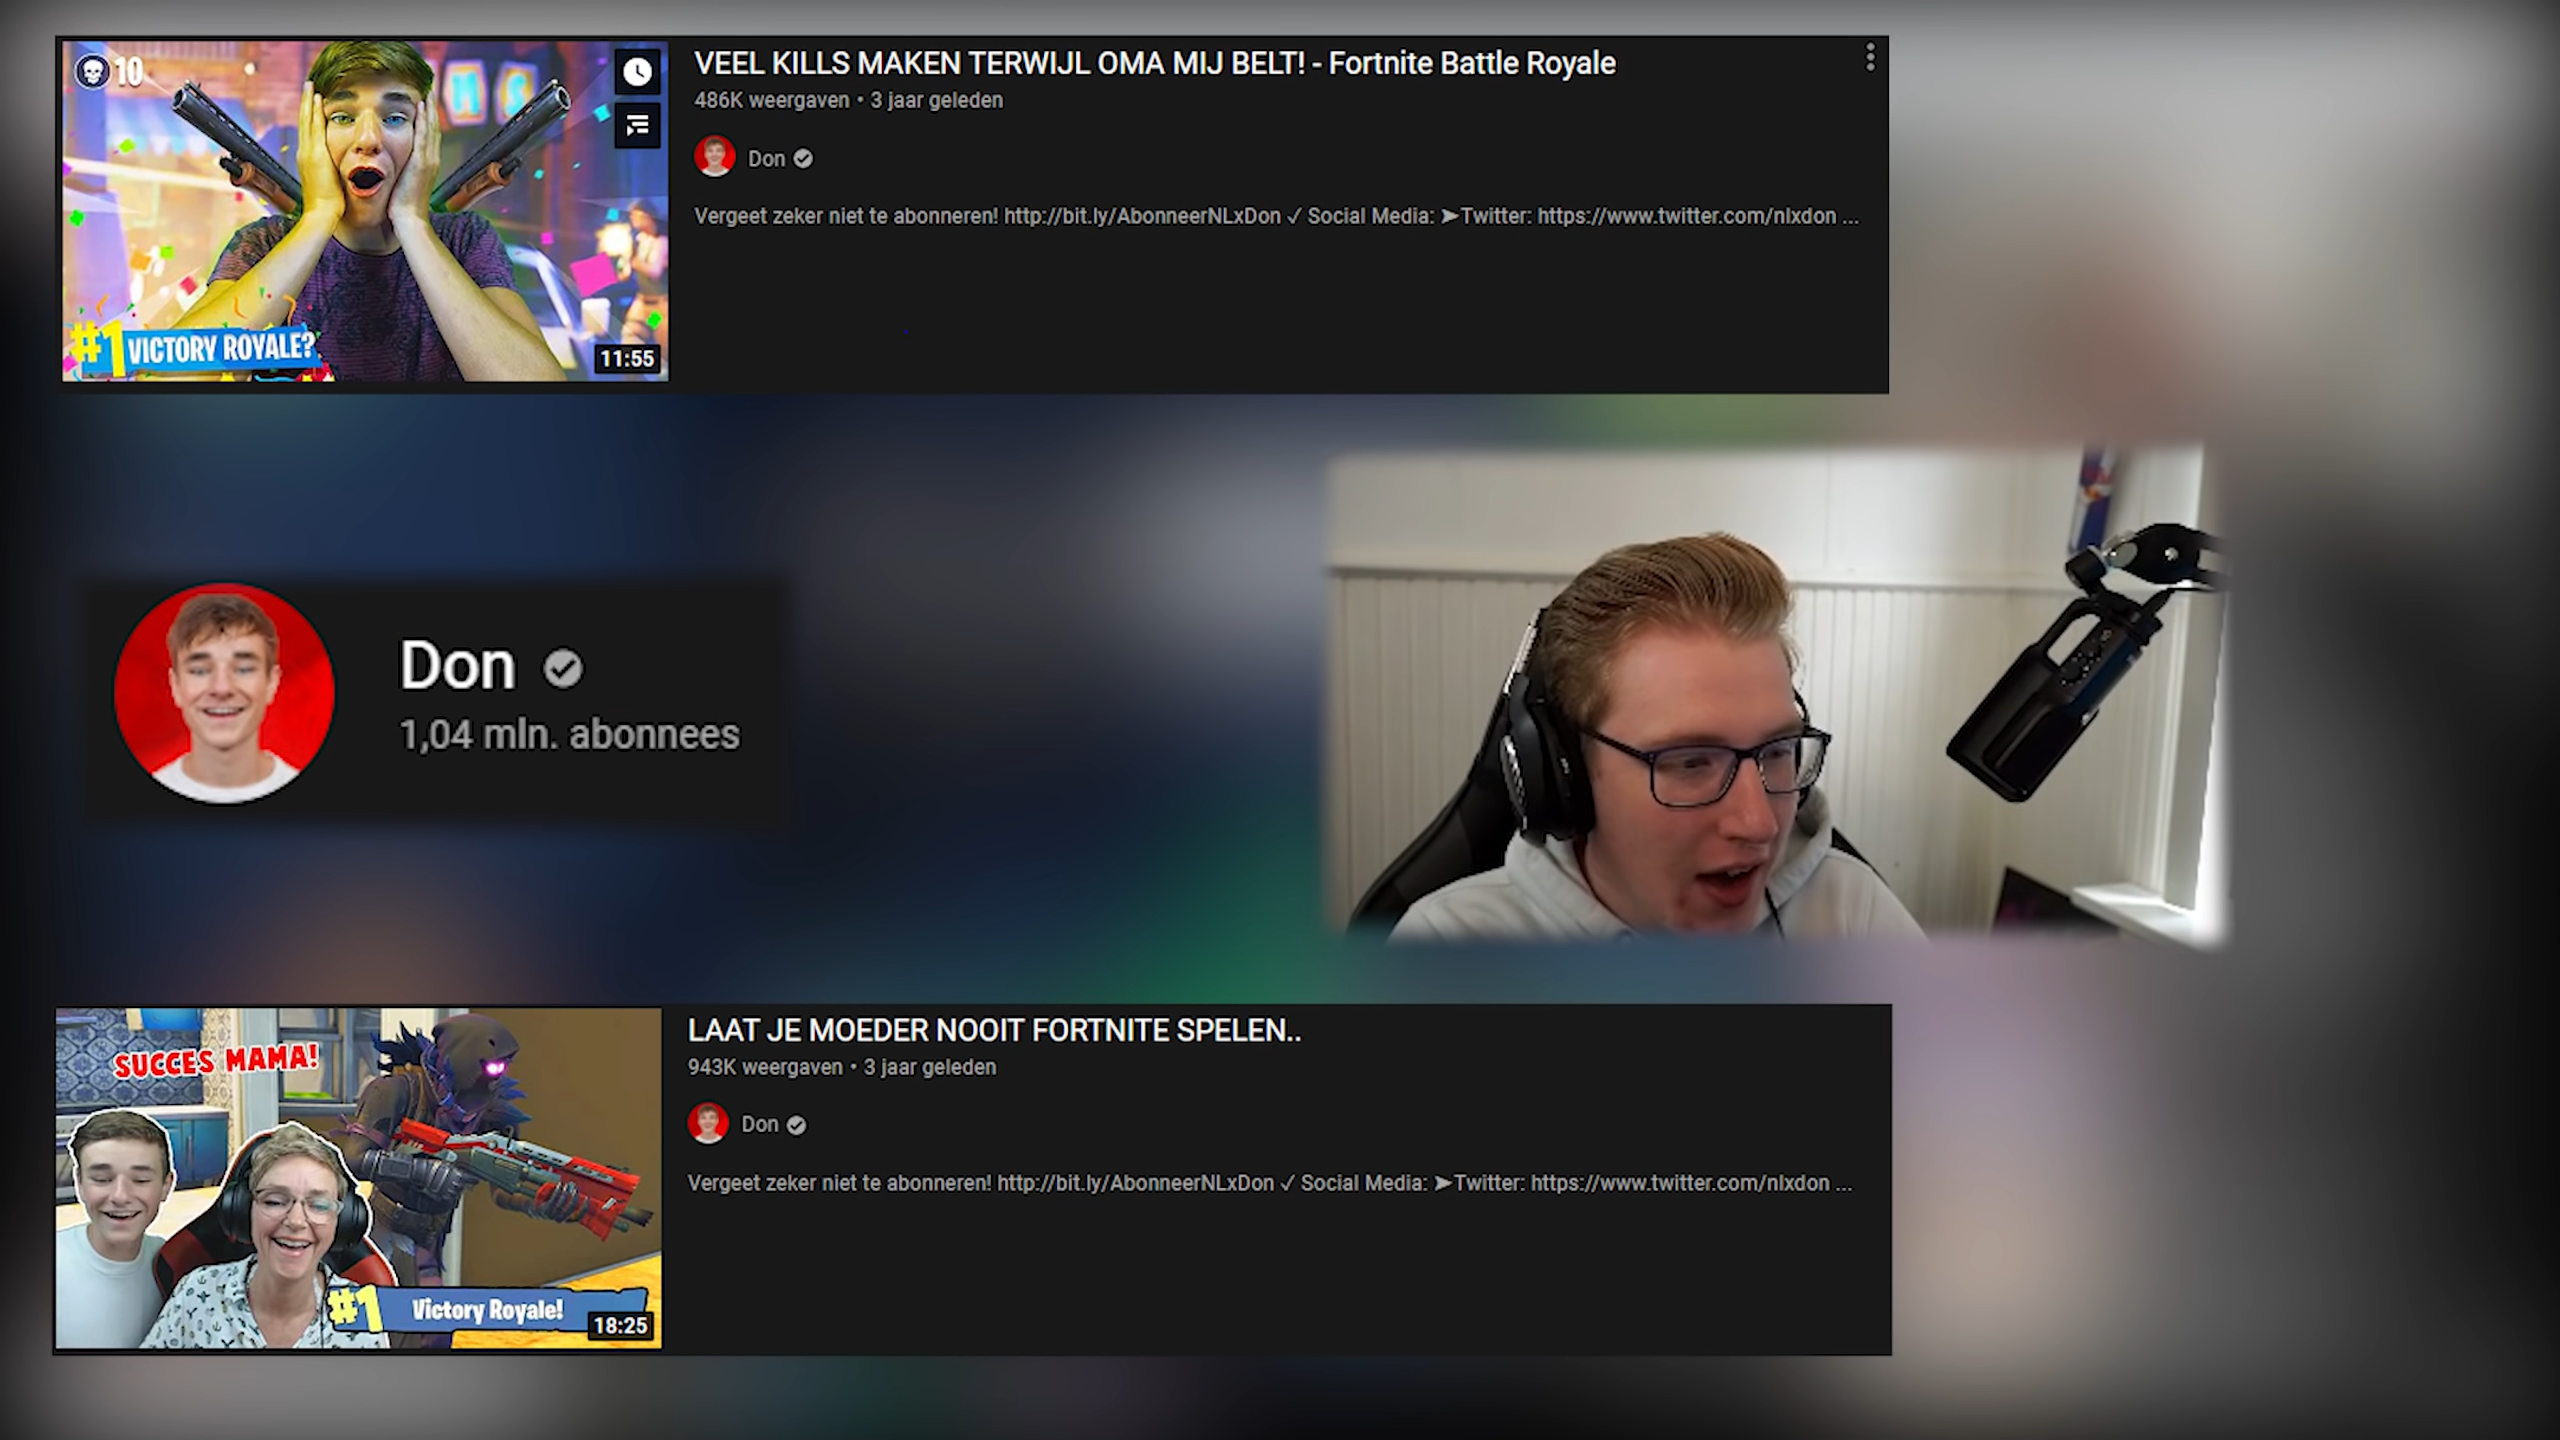 10
#1 VICTORY ROYALE?
11:55
VEEL KILLS MAKEN TERWIJL OMA MIJ BELT! - Fortnite Battle Royale
486K weergaven • 3 jaar geleden
Don
Vergeet zeker niet te abonneren! http://bit.ly/AbonneerNLxDon ✓ Social Media: ➤Twitter: https://www.twitter.com/nlxdon ...
Don
1,04 mln. abonnees
SUCCES MAMA!
#1 Victory Royale!
18:25
LAAT JE MOEDER NOOIT FORTNITE SPELEN..
943K weergaven • 3 jaar geleden
Don
Vergeet zeker niet te abonneren! http://bit.ly/AbonneerNLxDon ✓ Social Media: ➤Twitter: https://www.twitter.com/nlxdon ...